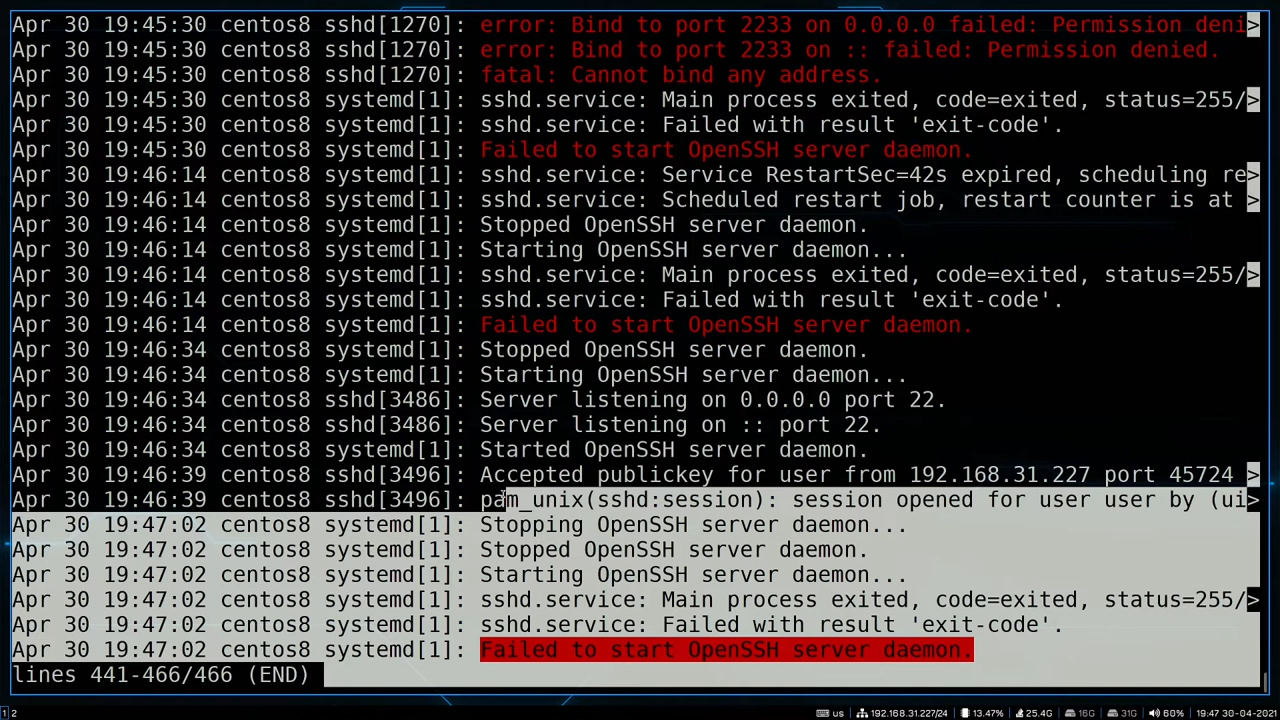 Apr 30 19:45:30 centos8 sshd[1270]: error: Bind to port 2233 on 0.0.0.0 failed: Permission deni>
Apr 30 19:45:30 centos8 sshd[1270]: error: Bind to port 2233 on :: failed: Permission denied.
Apr 30 19:45:30 centos8 sshd[1270]: fatal: Cannot bind any address.
Apr 30 19:45:30 centos8 systemd[1]: sshd.service: Main process exited, code=exited, status=255/>
Apr 30 19:45:30 centos8 systemd[1]: sshd.service: Failed with result 'exit-code'.
Apr 30 19:45:30 centos8 systemd[1]: Failed to start OpenSSH server daemon.
Apr 30 19:46:14 centos8 systemd[1]: sshd.service: Service RestartSec=42s expired, scheduling re>
Apr 30 19:46:14 centos8 systemd[1]: sshd.service: Scheduled restart job, restart counter is at >
Apr 30 19:46:14 centos8 systemd[1]: Stopped OpenSSH server daemon.
Apr 30 19:46:14 centos8 systemd[1]: Starting OpenSSH server daemon...
Apr 30 19:46:14 centos8 systemd[1]: sshd.service: Main process exited, code=exited, status=255/>
Apr 30 19:46:14 centos8 systemd[1]: sshd.service: Failed with result 'exit-code'.
Apr 30 19:46:14 centos8 systemd[1]: Failed to start OpenSSH server daemon.
Apr 30 19:46:34 centos8 systemd[1]: Stopped OpenSSH server daemon.
Apr 30 19:46:34 centos8 systemd[1]: Starting OpenSSH server daemon...
Apr 30 19:46:34 centos8 sshd[3486]: Server listening on 0.0.0.0 port 22.
Apr 30 19:46:34 centos8 sshd[3486]: Server listening on :: port 22.
Apr 30 19:46:34 centos8 systemd[1]: Started OpenSSH server daemon.
Apr 30 19:46:39 centos8 sshd[3496]: Accepted publickey for user from 192.168.31.227 port 45724 >
Apr 30 19:46:39 centos8 sshd[3496]: pam_unix(sshd:session): session opened for user user by (ui>
Apr 30 19:47:02 centos8 systemd[1]: Stopping OpenSSH server daemon...
Apr 30 19:47:02 centos8 systemd[1]: Stopped OpenSSH server daemon.
Apr 30 19:47:02 centos8 systemd[1]: Starting OpenSSH server daemon...
Apr 30 19:47:02 centos8 systemd[1]: sshd.service: Main process exited, code=exited, status=255/>
Apr 30 19:47:02 centos8 systemd[1]: sshd.service: Failed with result 'exit-code'.
Apr 30 19:47:02 centos8 systemd[1]: Failed to start OpenSSH server daemon.
lines 441-466/466 (END)
1 2 us 192.168.31.227/24 13.47% 25.4G 16G 31G 60% 19:47 30-04-2021